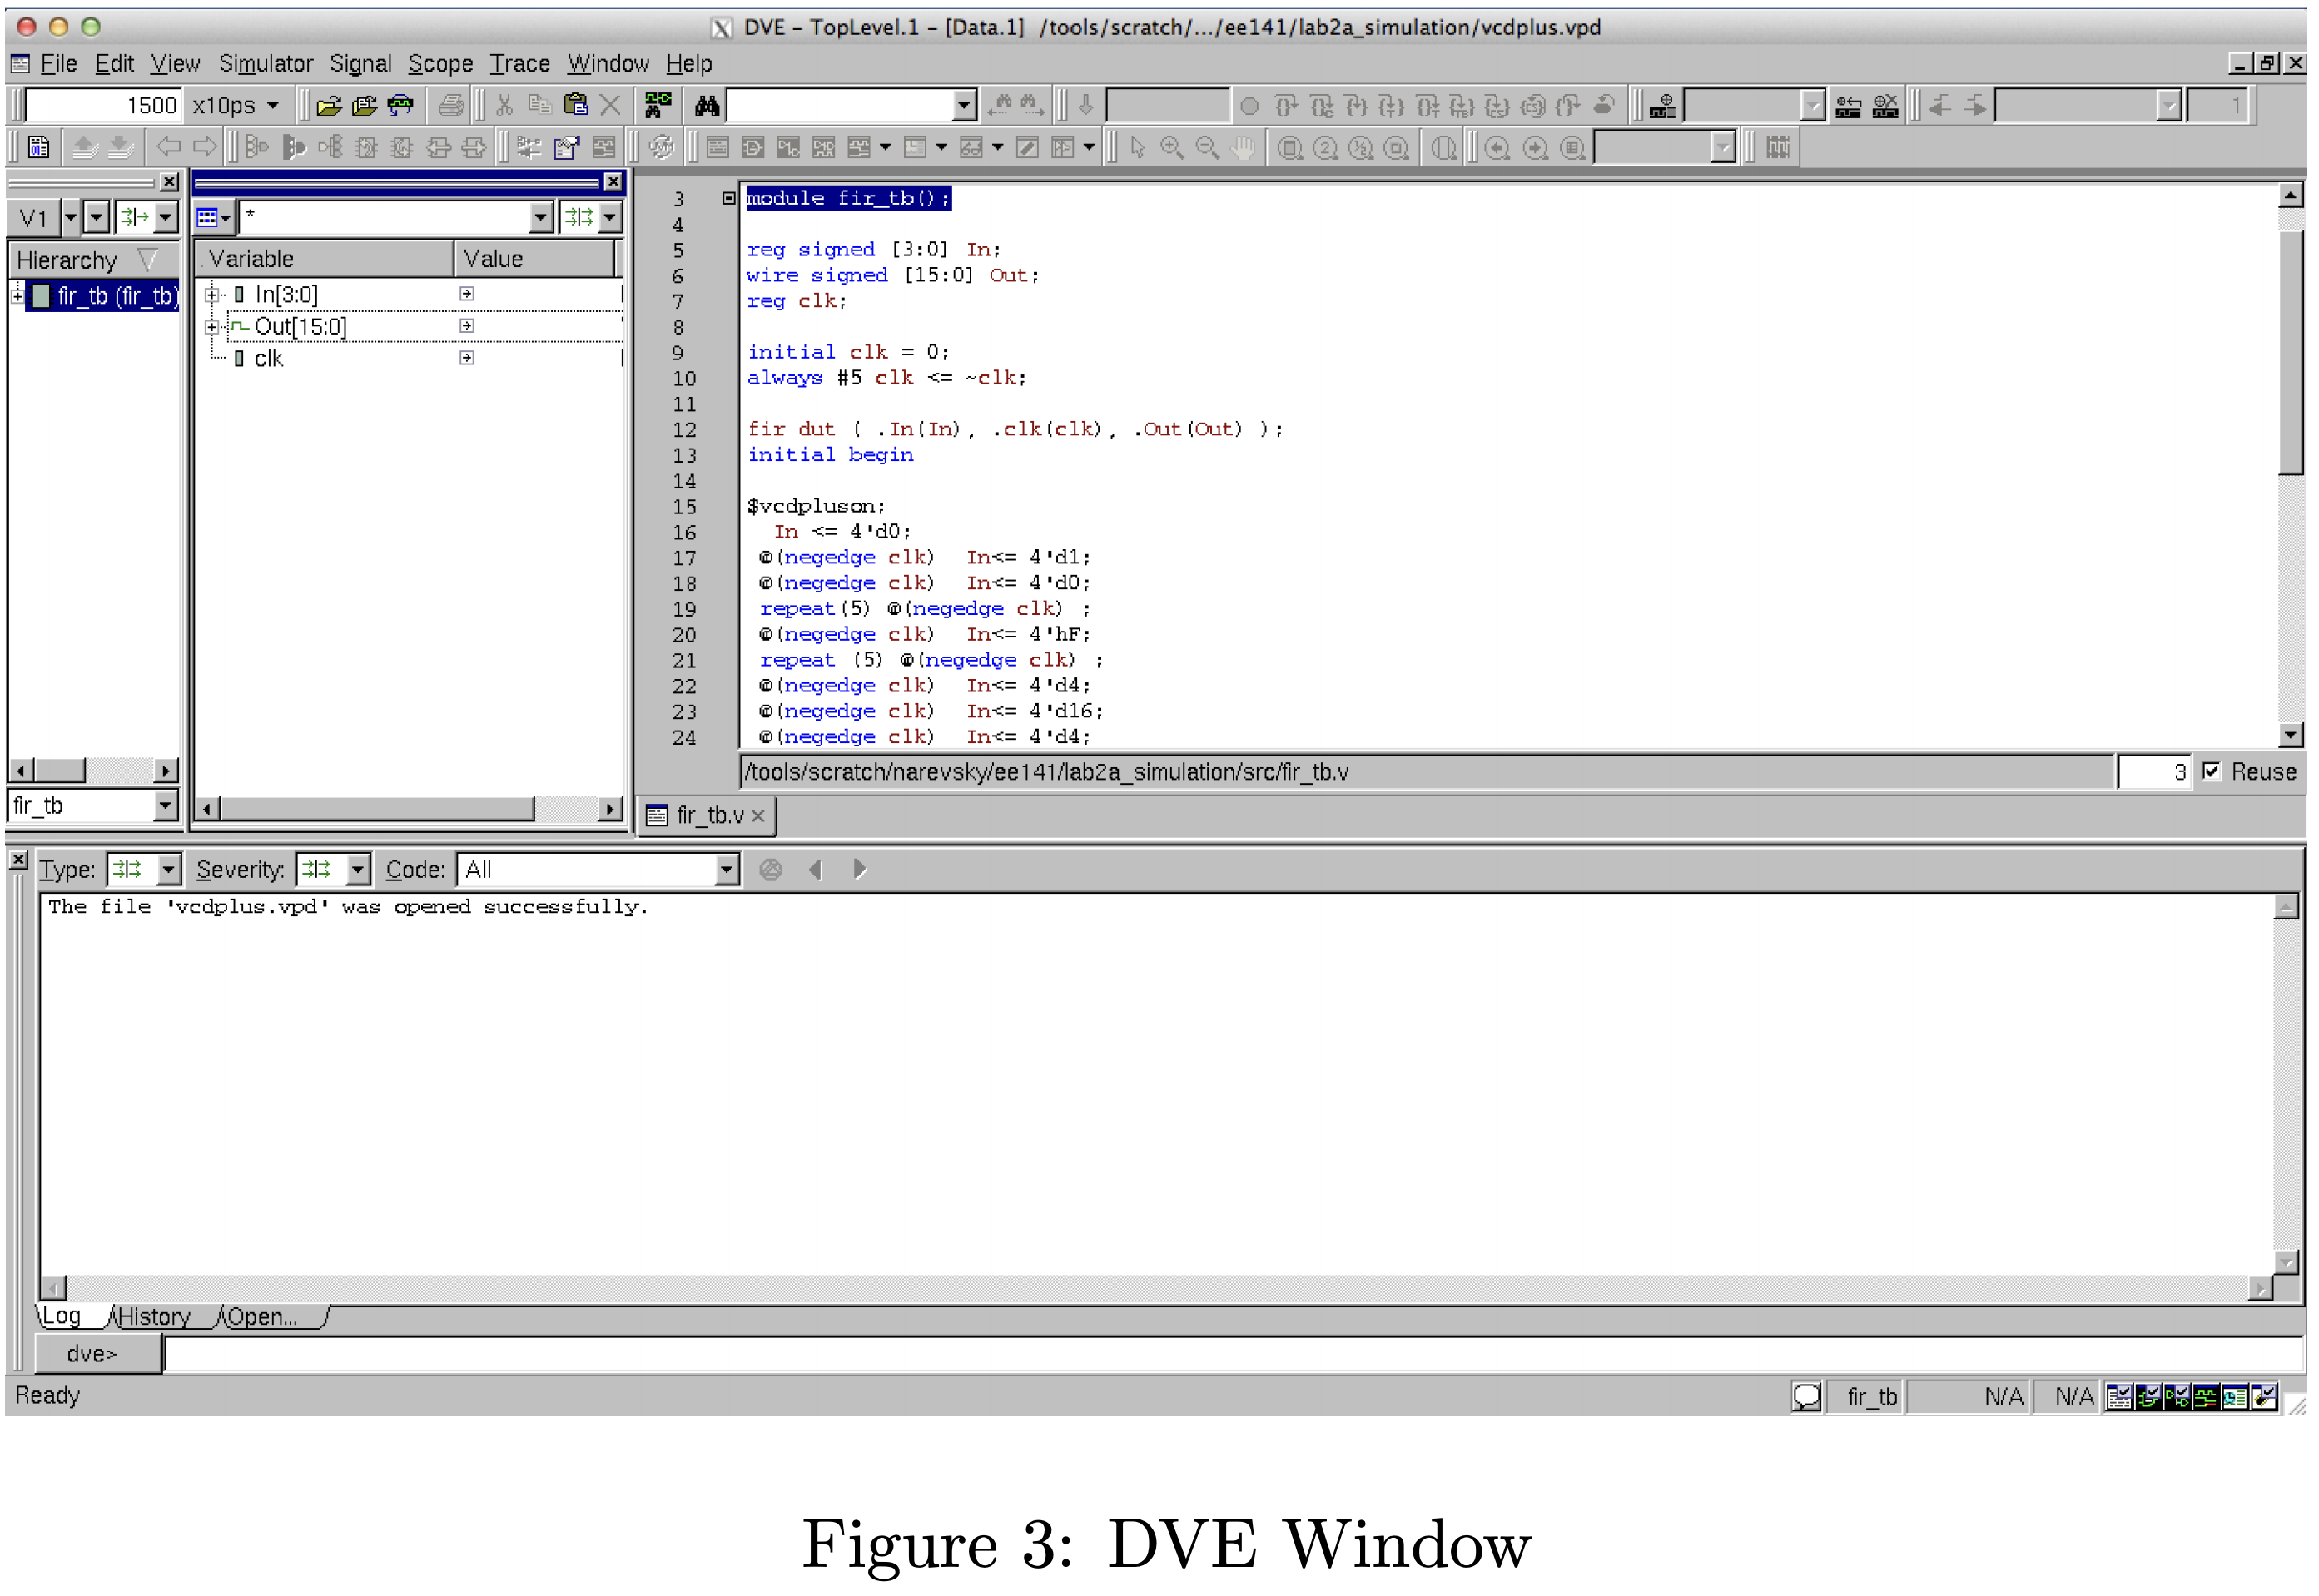 DVE – TopLevel.1 – [Data.1] /tools/scratch/.../ee141/lab2a_simulation/vcdplus.vpd
File Edit View Simulator Signal Scope Trace Window Help
1500 x10ps
1
V1
*
Hierarchy
Variable Value
fir_tb (fir_tb)
In[3:0]
Out[15:0]
clk
fir_tb
3 module fir_tb();
4
5 reg signed [3:0] In;
6 wire signed [15:0] Out;
7 reg clk;
8
9 initial clk = 0;
10 always #5 clk <= ~clk;
11
12 fir dut ( .In(In), .clk(clk), .Out(Out) );
13 initial begin
14
15 $vcdpluson;
16 In <= 4'd0;
17 @(negedge clk) In<= 4'd1;
18 @(negedge clk) In<= 4'd0;
19 repeat(5) @(negedge clk) ;
20 @(negedge clk) In<= 4'hF;
21 repeat (5) @(negedge clk) ;
22 @(negedge clk) In<= 4'd4;
23 @(negedge clk) In<= 4'd16;
24 @(negedge clk) In<= 4'd4;
/tools/scratch/narevsky/ee141/lab2a_simulation/src/fir_tb.v 3 Reuse
fir_tb.v
Type: Severity: Code: All
The file 'vcdplus.vpd' was opened successfully.
Log History Open...
dve>
Ready fir_tb N/A N/A
Figure 3: DVE Window